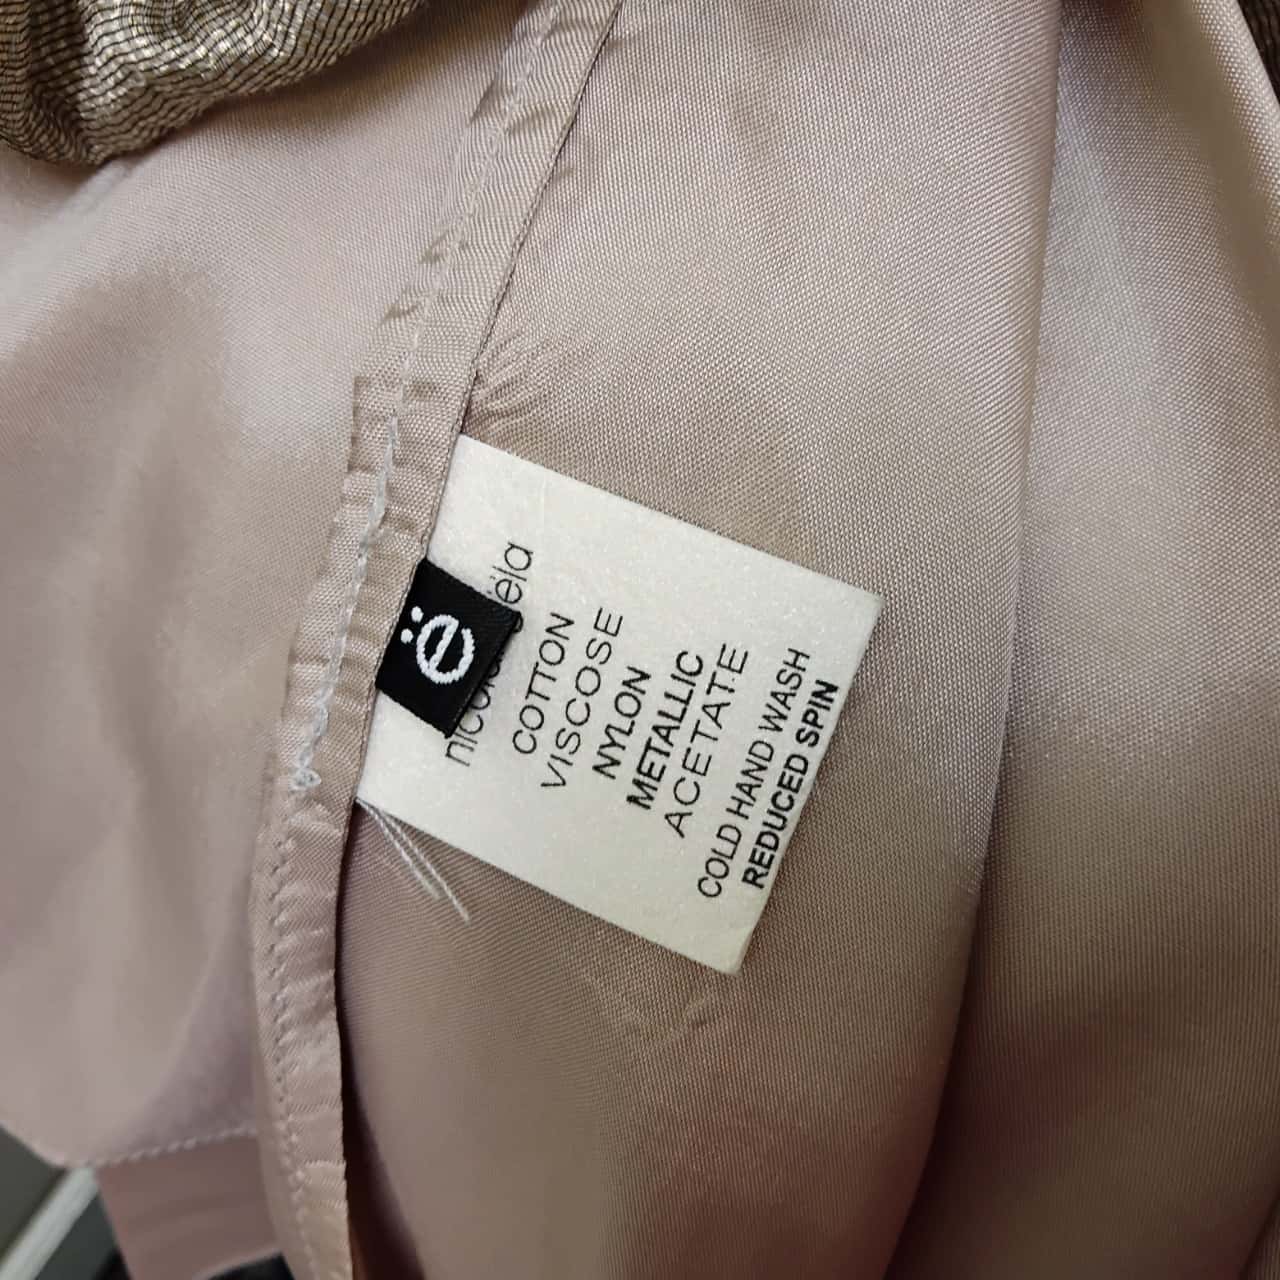 ë
COTTON
VISCOSE
NYLON
METALLIC
ACETATE
COLD HAND WASH
REDUCED SPIN